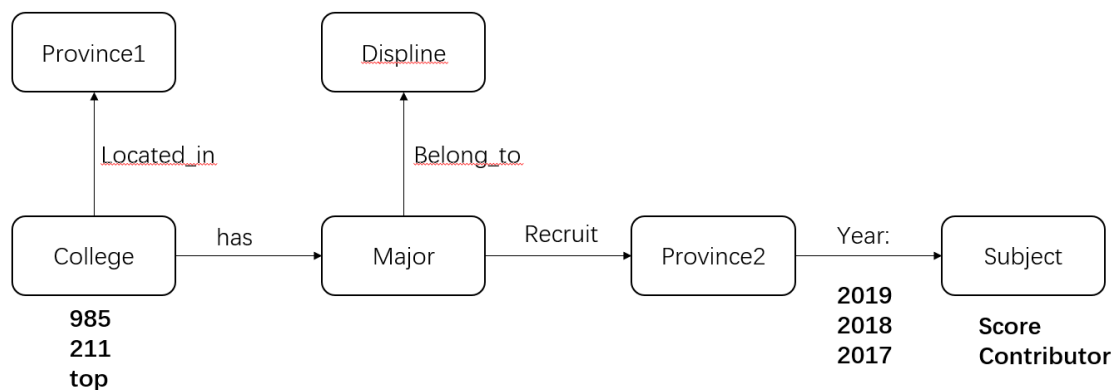 Province1
Displine
Located_in
Belong_to
College
has
Major
Recruit
Province2
Year:
Subject
985
211
top
2019
2018
2017
Score
Contributor